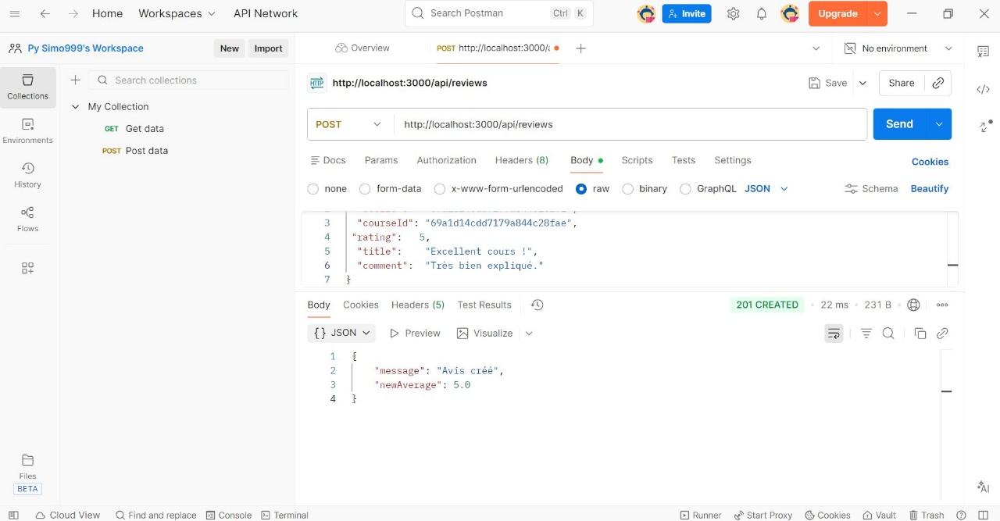 Home Workspaces API Network Search Postman Ctrl K Invite Upgrade
Py Simo999's Workspace New Import Overview POST http://localhost:3000/a No environment
Collections
Search collections
HTTP http://localhost:3000/api/reviews Save Share
My Collection
GET Get data
POST Post data
Environments
History
Flows
Files
BETA
POST http://localhost:3000/api/reviews Send
Docs Params Authorization Headers (8) Body Scripts Tests Settings Cookies
none form-data x-www-form-urlencoded raw binary GraphQL JSON Schema Beautify
3 "courseId": "69a1d14cdd7179a844c28fae",
4 "rating": 5,
5 "title": "Excellent cours !",
6 "comment": "Très bien expliqué."
7 }
Body Cookies Headers (5) Test Results 201 CREATED 22 ms 231 B
{} JSON Preview Visualize
1 {
2 "message": "Avis créé",
3 "newAverage": 5.0
4 }
AI
Cloud View Find and replace Console Terminal Runner Start Proxy Cookies Vault Trash